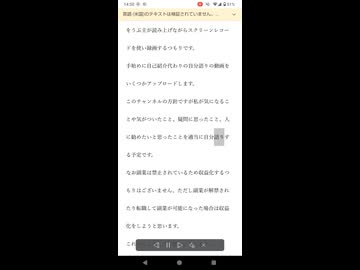 14:00
51%
英語 (米国)のテキストは検証されていません。...
をうぷ主が読み上げながらスクリーンレコー
ドを使い録画するつもりです。
手始めに自己紹介代わりの自分語りの動画を
いくつかアップロードします。
このチャンネルの方針ですが私が気になるこ
とや気がついたこと、疑問に思ったこと、人
に勧めたいと思ったことを適当に自分語りす
る予定です。
なお副業は禁止されているため収益化するつ
もりはございません。ただし副業が解禁され
たり転職して副業が可能になった場合は収益
化をしようと思います。
これ